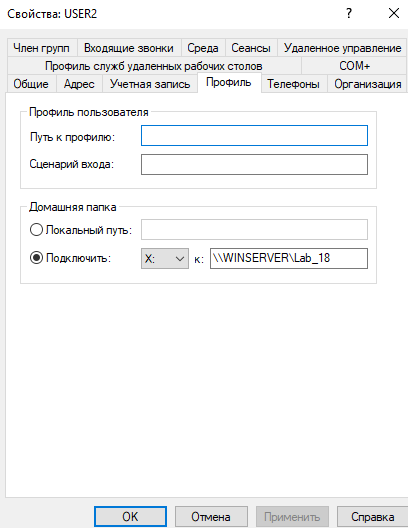 Свойства: USER2 ? ×
Член групп Входящие звонки Среда Сеансы Удаленное управление
Профиль служб удаленных рабочих столов COM+
Общие Адрес Учетная запись Профиль Телефоны Организация
Профиль пользователя
Путь к профилю:
Сценарий входа:
Домашняя папка
Локальный путь:
Подключить: X: к: \\WINSERVER\Lab_18
OK Отмена Применить Справка